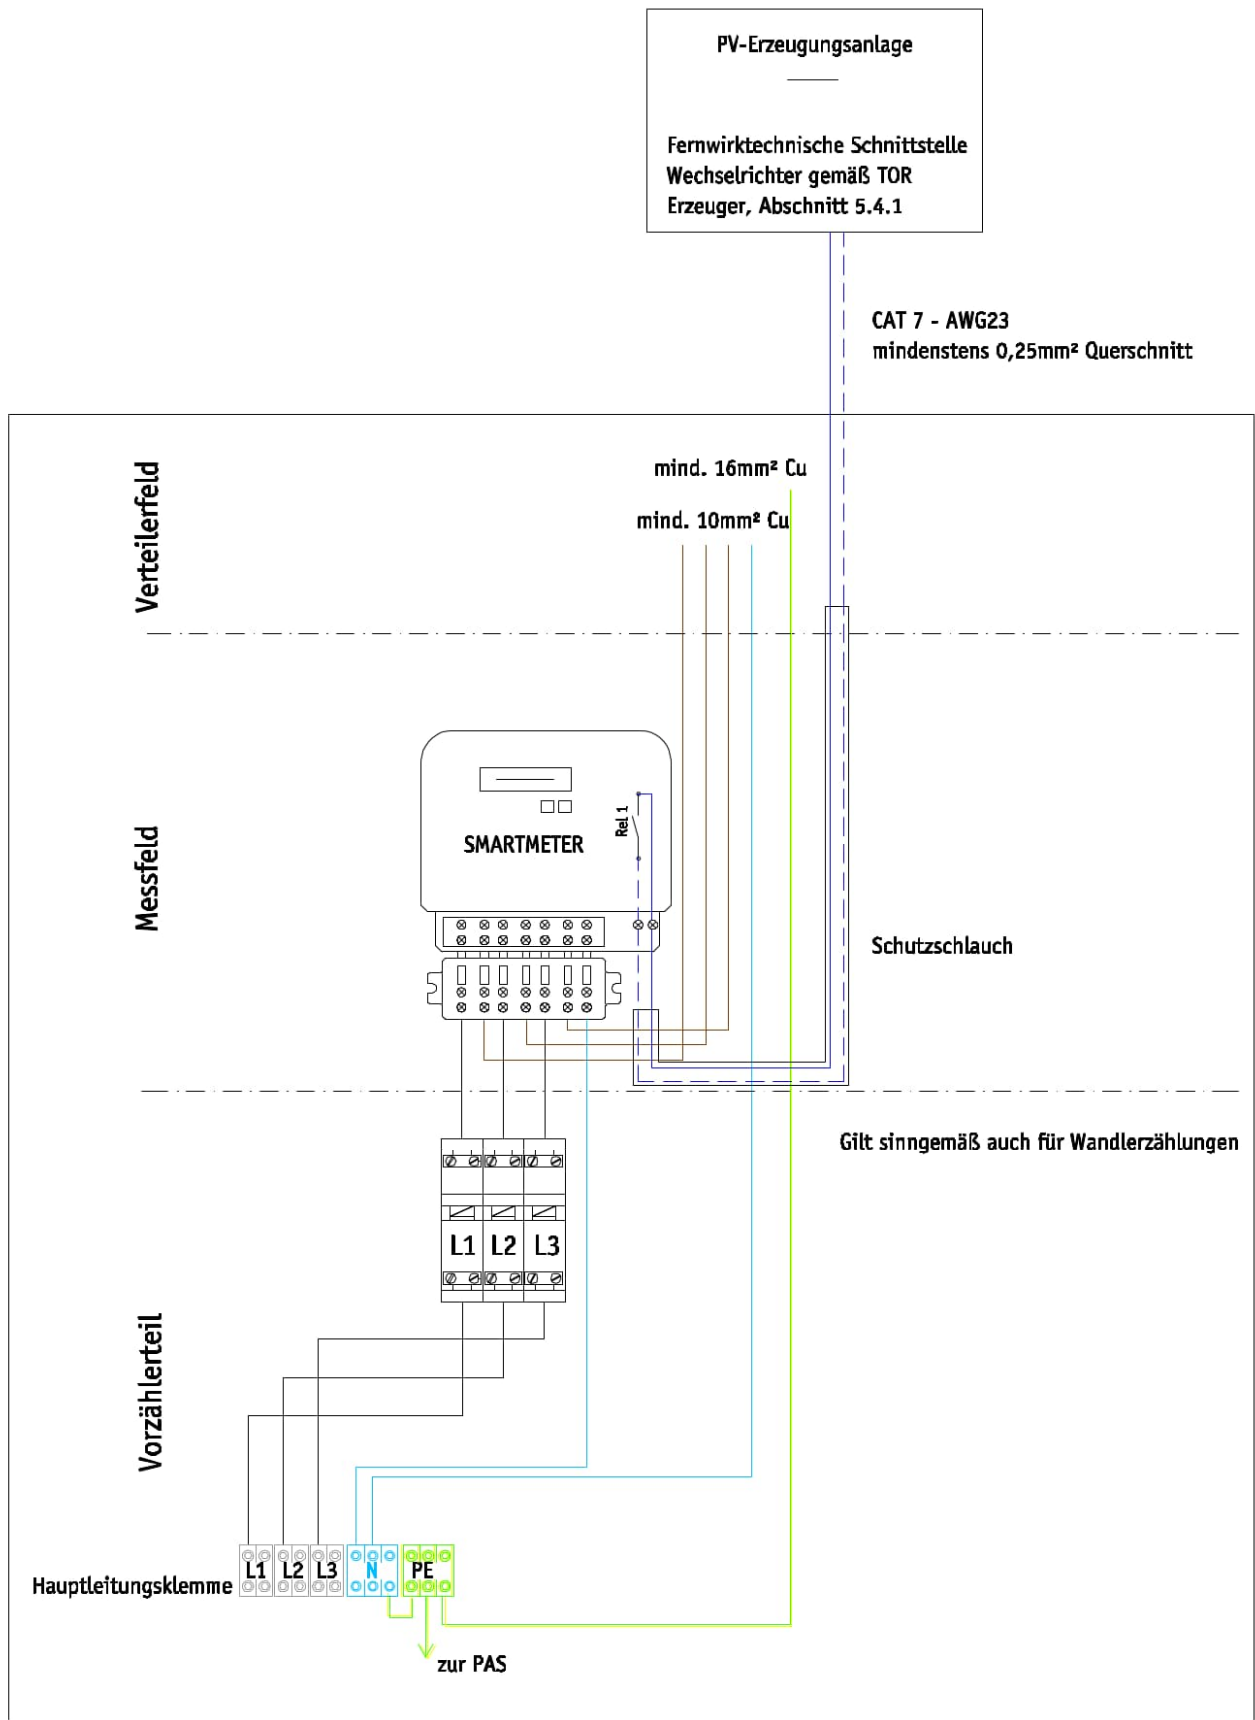 PV-Erzeugungsanlage
Fernwirktechnische Schnittstelle
Wechselrichter gemäß TOR
Erzeuger, Abschnitt 5.4.1
CAT 7 - AWG23
mindestens 0,25mm² Querschnitt
Verteilerfeld
mind. 16mm² Cu
mind. 10mm² Cu
Messfeld
SMARTMETER
Rel 1
Schutzschlauch
Gilt sinngemäß auch für Wandlerzählungen
Vorzählerteil
L1 L2 L3
L1 L2 L3 N PE
Hauptleitungsklemme
zur PAS